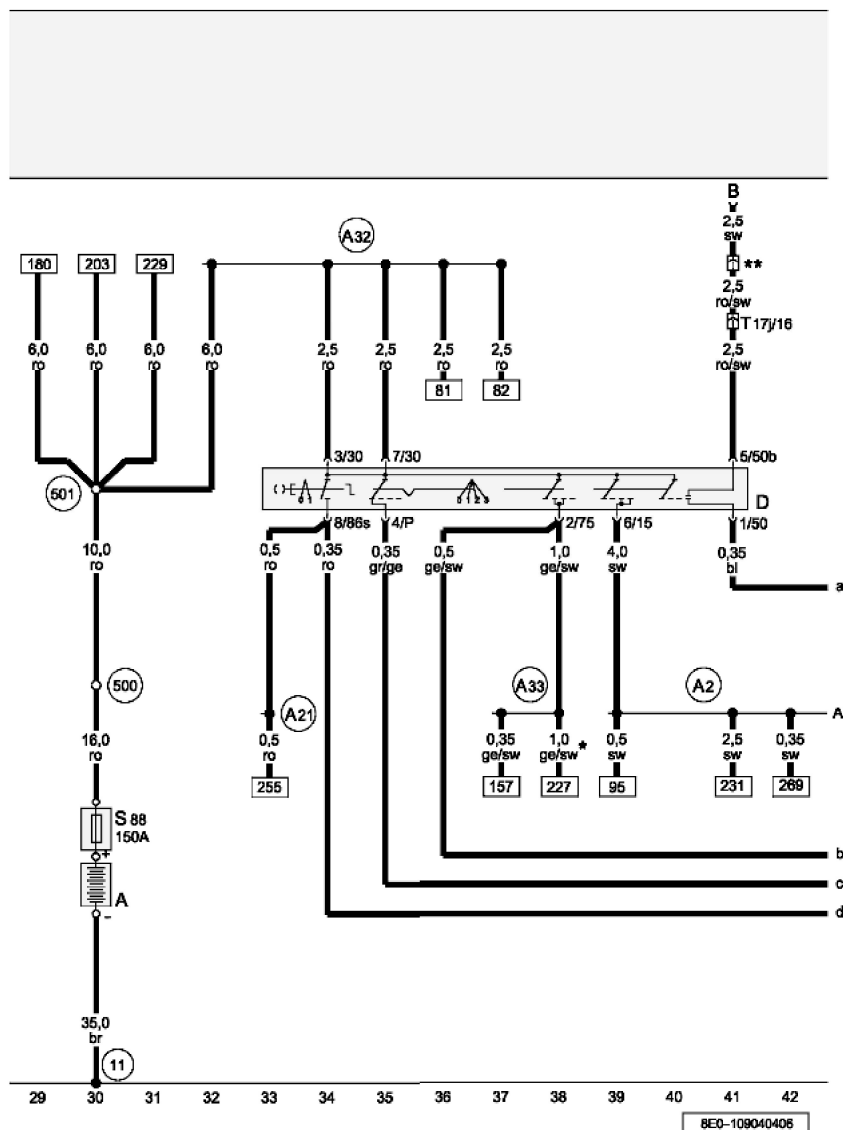 B
2,5
sw
**
2,5
ro/sw
T 17j/16
2,5
ro/sw
A32
180 203 229
6,0 6,0 6,0 6,0 2,5 2,5 2,5 2,5
ro ro ro ro ro ro ro ro
81 82
3/30 7/30 5/50b
501
0 1 0 1 2 3
D
8/86s 4/P 2/75 6/15 1/50
10,0
ro
0,5 0,35 0,35 0,5 1,0 4,0 0,35
ro ro gr/ge ge/sw ge/sw sw bl
a
500
A21 A33 A2
A
16,0
ro
0,5 0,35 1,0 0,5 2,5 0,35
ro ge/sw ge/sw * sw sw sw
255 157 227 95 231 269
S 88
150A
+
A
-
b
c
d
35,0
br
11
29 30 31 32 33 34 35 36 37 38 39 40 41 42
8E0-109040406